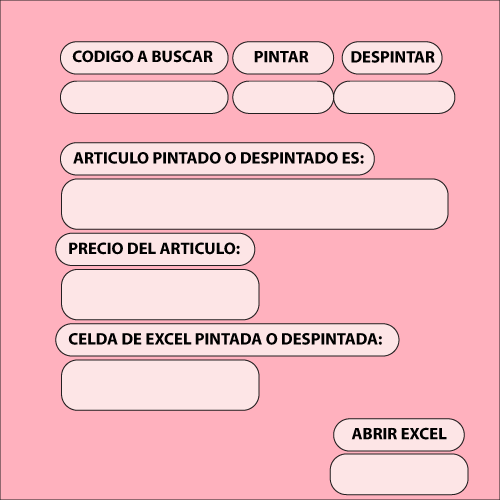 CODIGO A BUSCAR PINTAR DESPINTAR
ARTICULO PINTADO O DESPINTADO ES:
PRECIO DEL ARTICULO:
CELDA DE EXCEL PINTADA O DESPINTADA:
ABRIR EXCEL